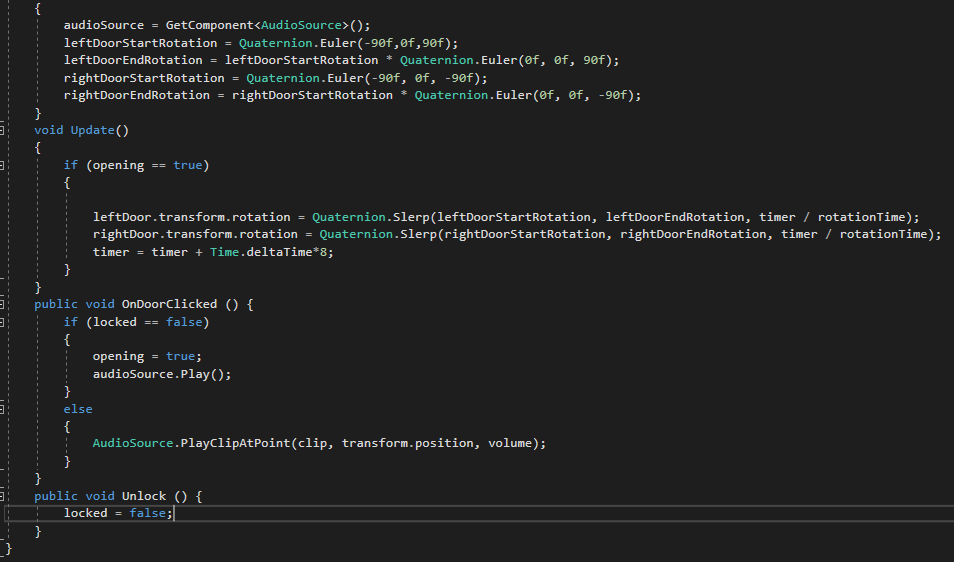 {
audioSource = GetComponent<AudioSource>();
leftDoorStartRotation = Quaternion.Euler(-90f,0f,90f);
leftDoorEndRotation = leftDoorStartRotation * Quaternion.Euler(0f, 0f, 90f);
rightDoorStartRotation = Quaternion.Euler(-90f, 0f, -90f);
rightDoorEndRotation = rightDoorStartRotation * Quaternion.Euler(0f, 0f, -90f);
}
void Update()
{
if (opening == true)
{
leftDoor.transform.rotation = Quaternion.Slerp(leftDoorStartRotation, leftDoorEndRotation, timer / rotationTime);
rightDoor.transform.rotation = Quaternion.Slerp(rightDoorStartRotation, rightDoorEndRotation, timer / rotationTime);
timer = timer + Time.deltaTime*8;
}
}
public void OnDoorClicked () {
if (locked == false)
{
opening = true;
audioSource.Play();
}
else
{
AudioSource.PlayClipAtPoint(clip, transform.position, volume);
}
}
public void Unlock () {
locked = false;
}
}